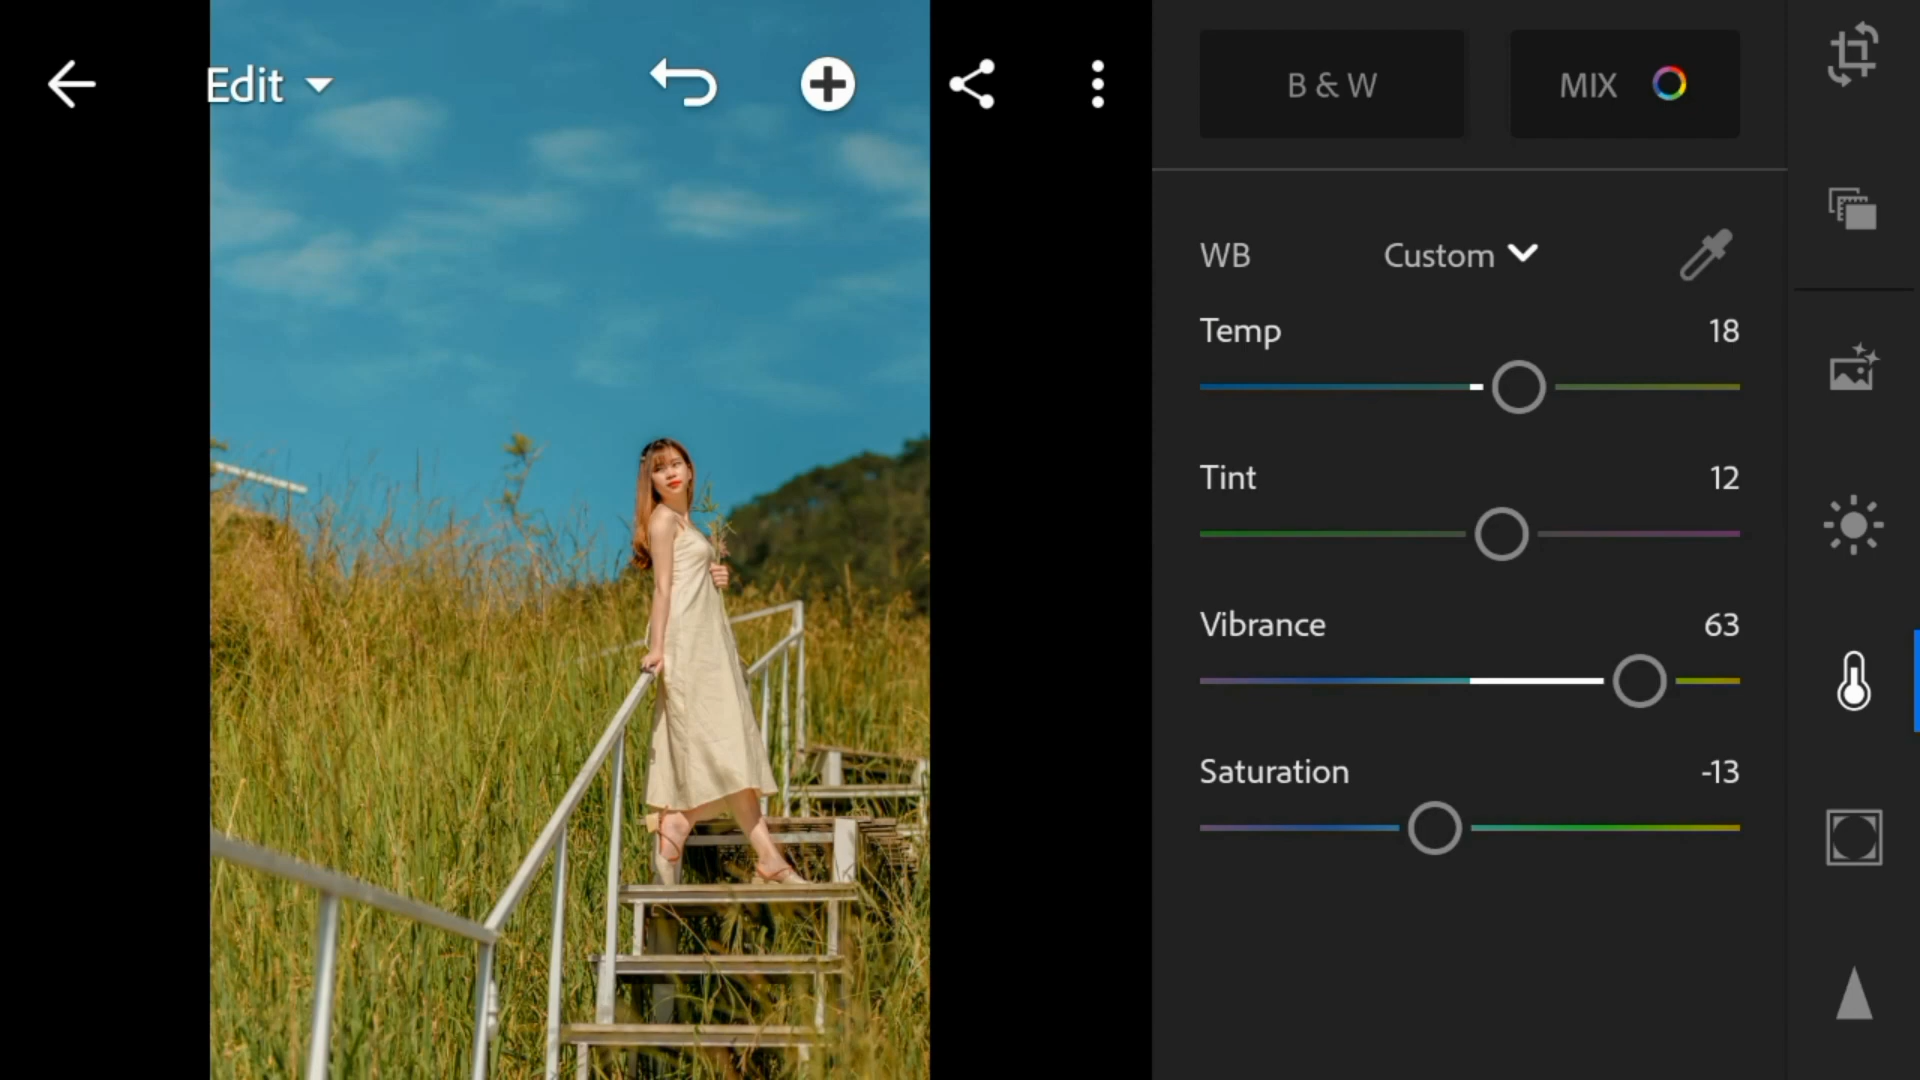 Edit
B & W
MIX
WB
Custom
Temp
18
Tint
12
Vibrance
63
Saturation
-13